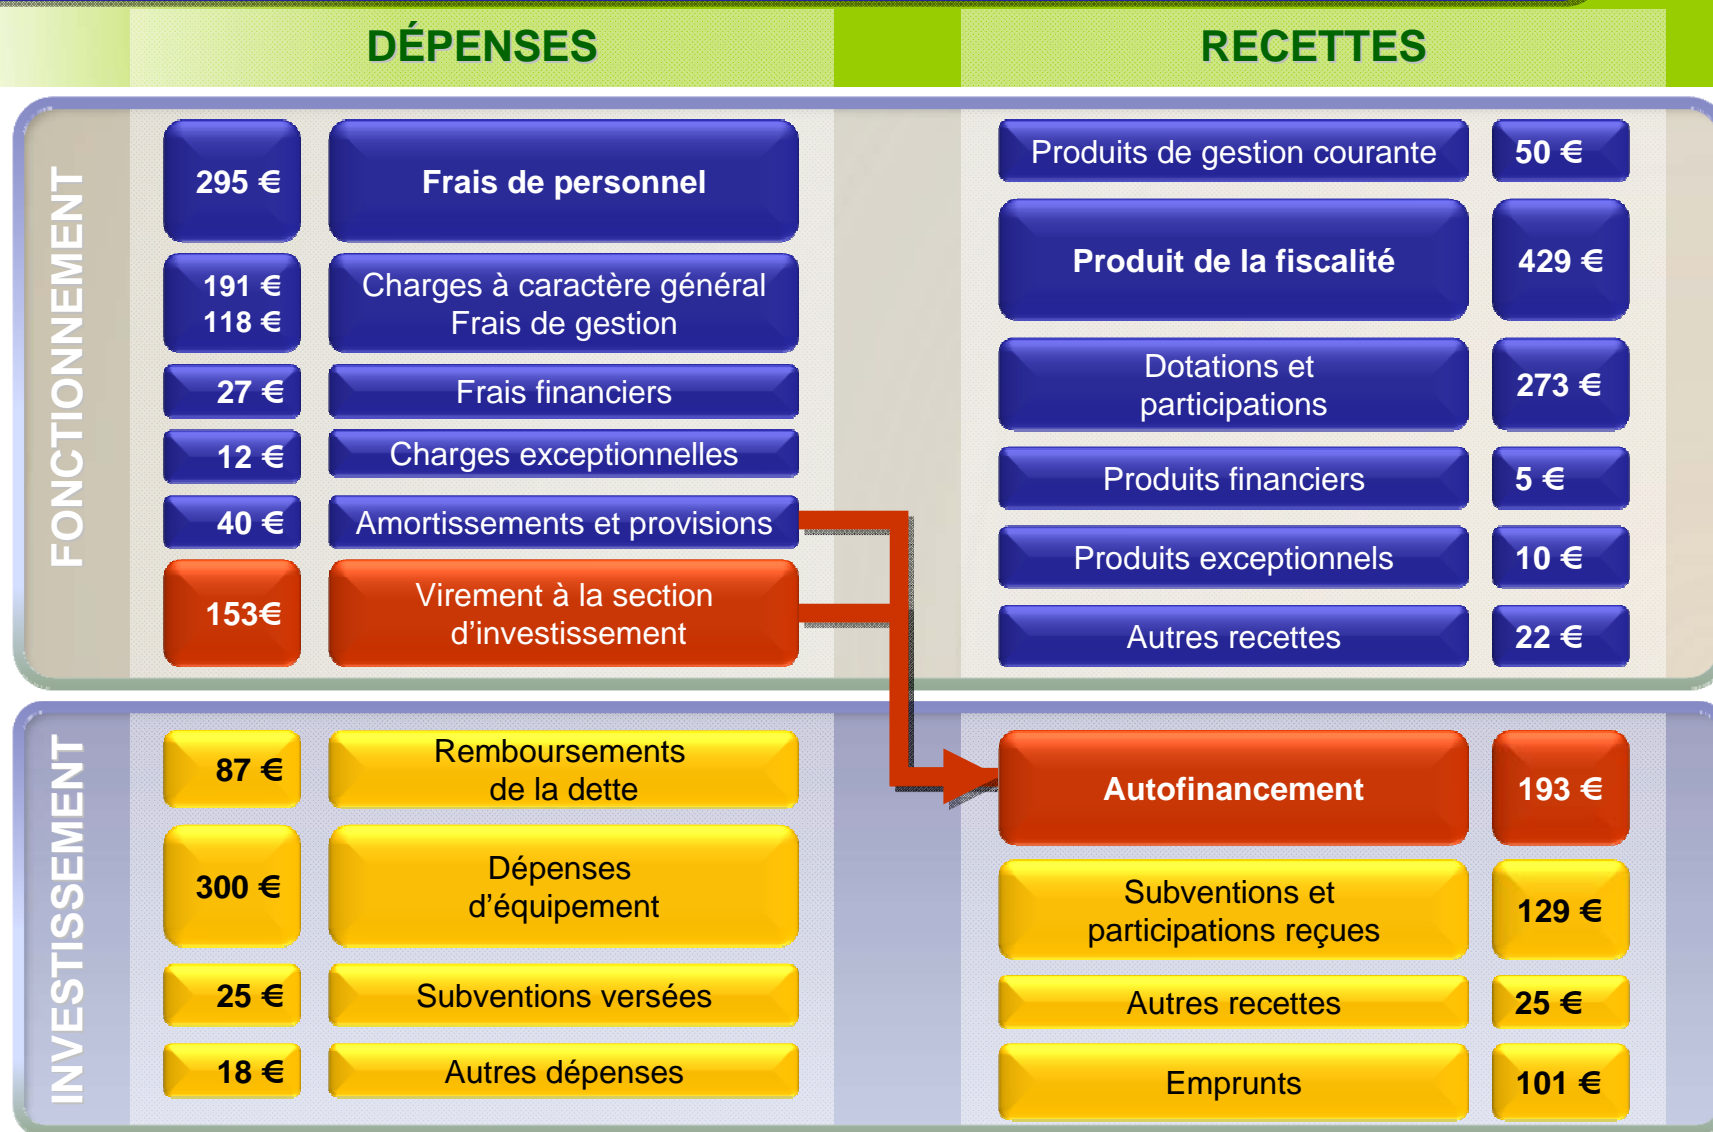 DÉPENSES
RECETTES
FONCTIONNEMENT
295 €
Frais de personnel
191 €
118 €
Charges à caractère général
Frais de gestion
27 €
Frais financiers
12 €
Charges exceptionnelles
40 €
Amortissements et provisions
153€
Virement à la section
d’investissement
Produits de gestion courante
50 €
Produit de la fiscalité
429 €
Dotations et
participations
273 €
Produits financiers
5 €
Produits exceptionnels
10 €
Autres recettes
22 €
INVESTISSEMENT
87 €
Remboursements
de la dette
300 €
Dépenses
d’équipement
25 €
Subventions versées
18 €
Autres dépenses
Autofinancement
193 €
Subventions et
participations reçues
129 €
Autres recettes
25 €
Emprunts
101 €